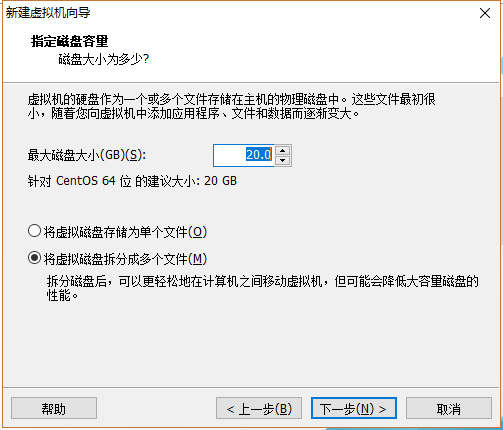 新建虚拟机向导
指定磁盘容量
磁盘大小为多少?
虚拟机的硬盘作为一个或多个文件存储在主机的物理磁盘中。这些文件最初很
小，随着您向虚拟机中添加应用程序、文件和数据而逐渐变大。
最大磁盘大小(GB)(S): 20.0
针对 CentOS 64 位 的建议大小: 20 GB
将虚拟磁盘存储为单个文件(O)
将虚拟磁盘拆分成多个文件(M)
拆分磁盘后，可以更轻松地在计算机之间移动虚拟机，但可能会降低大容量磁盘的
性能。
帮助 < 上一步(B) 下一步(N) > 取消